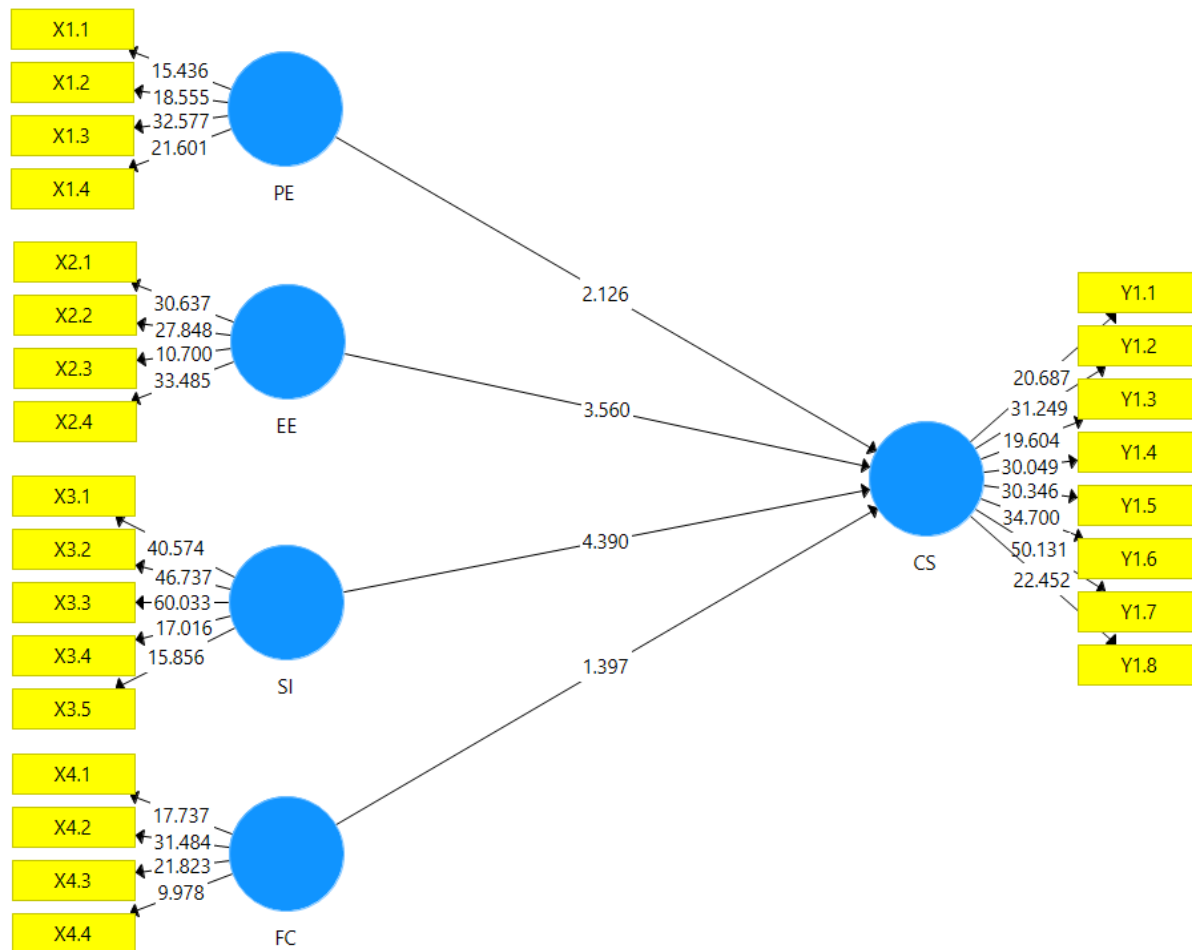 X1.1
X1.2
X1.3
X1.4
15.436
18.555
32.577
21.601
PE
X2.1
X2.2
X2.3
X2.4
30.637
27.848
10.700
33.485
EE
X3.1
X3.2
X3.3
X3.4
X3.5
40.574
46.737
60.033
17.016
15.856
SI
X4.1
X4.2
X4.3
X4.4
17.737
31.484
21.823
9.978
FC
2.126
3.560
4.390
1.397
CS
20.687
31.249
19.604
30.049
30.346
34.700
50.131
22.452
Y1.1
Y1.2
Y1.3
Y1.4
Y1.5
Y1.6
Y1.7
Y1.8